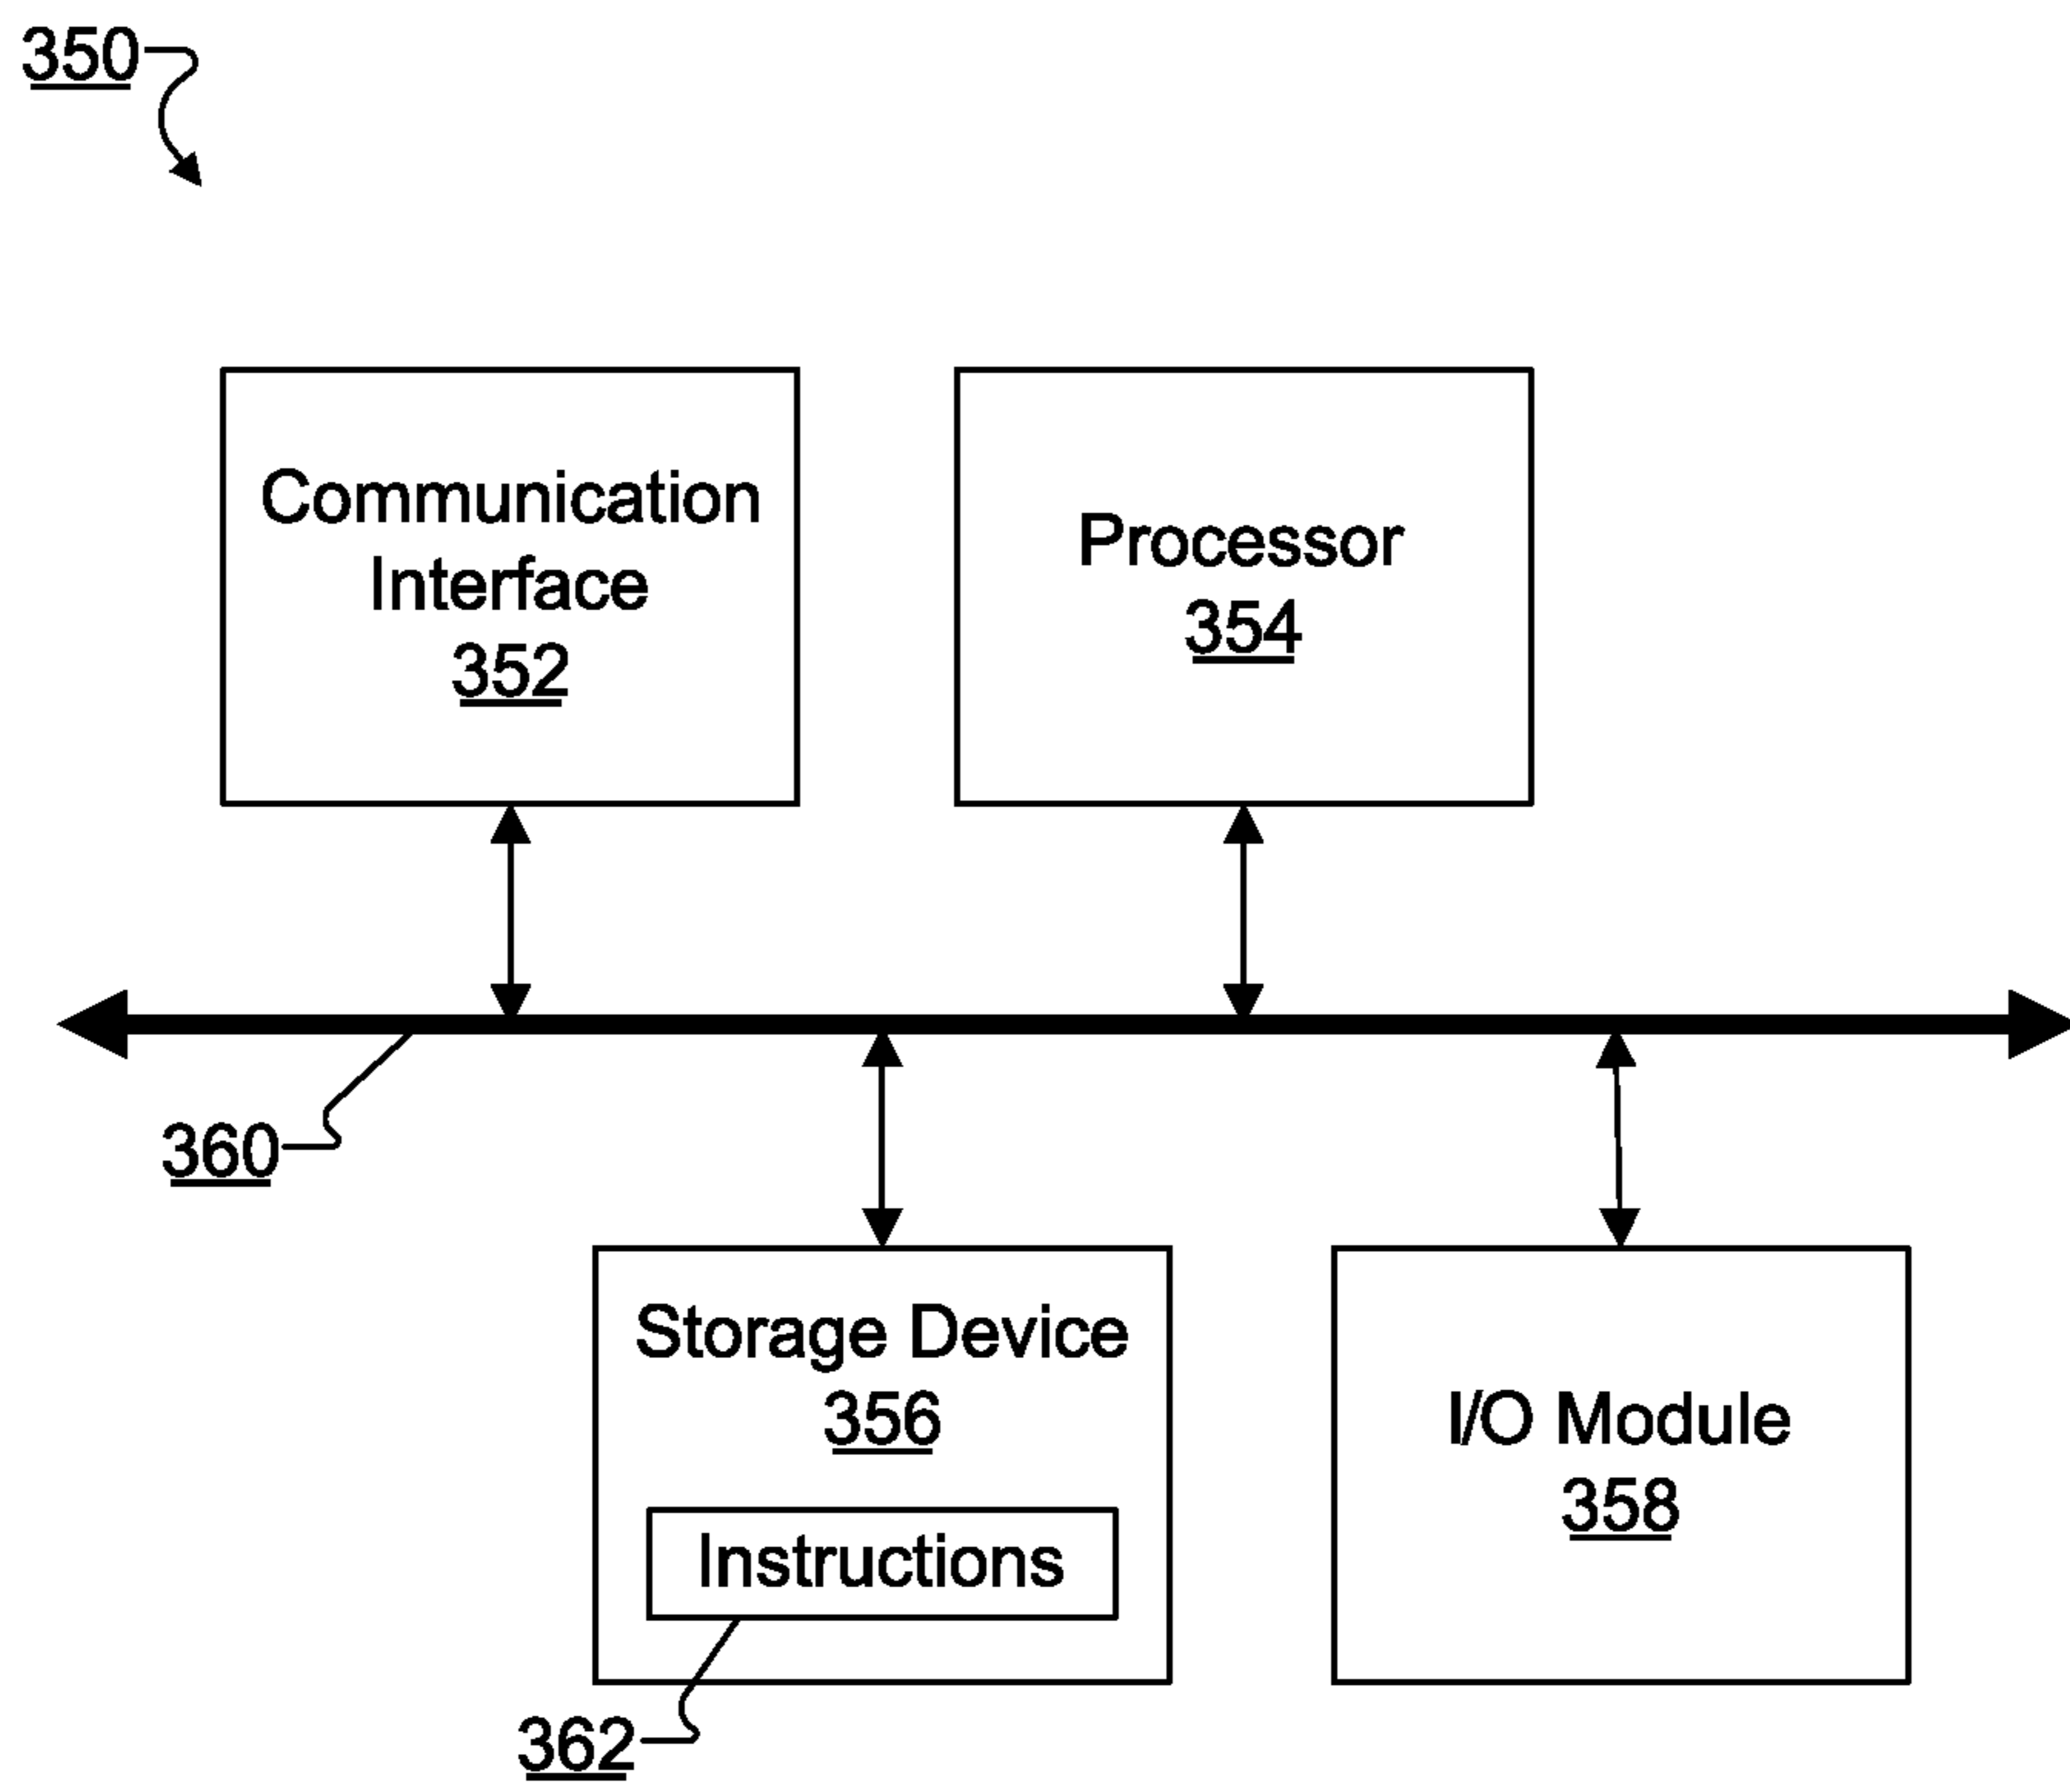 350
Communication
Interface
352
Processor
354
360
Storage Device
356
Instructions
362
I/O Module
358